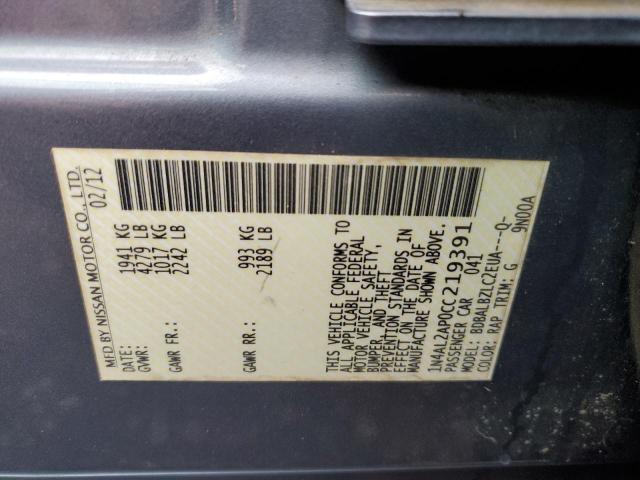 MFD BY NISSAN MOTOR CO., LTD.
DATE: 02/12
GVWR: 1941 KG
4279 LB
GAWR FR.: 1017 KG
2242 LB
GAWR RR.: 993 KG
2189 LB
THIS VEHICLE CONFORMS TO
ALL APPLICABLE FEDERAL
MOTOR VEHICLE SAFETY,
BUMPER, AND THEFT
PREVENTION STANDARDS IN
EFFECT ON THE DATE OF
MANUFACTURE SHOWN ABOVE.
1N4AL2AP0CC219391
PASSENGER CAR 041
MODEL: BDBALBZLC2EUA---0-
COLOR: RAP TRIM: G 9N00A